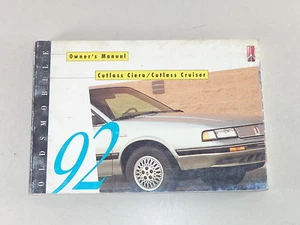 Owner's Manual
Cutlass Ciera/Cutlass Cruiser
OLDSMOBILE
92